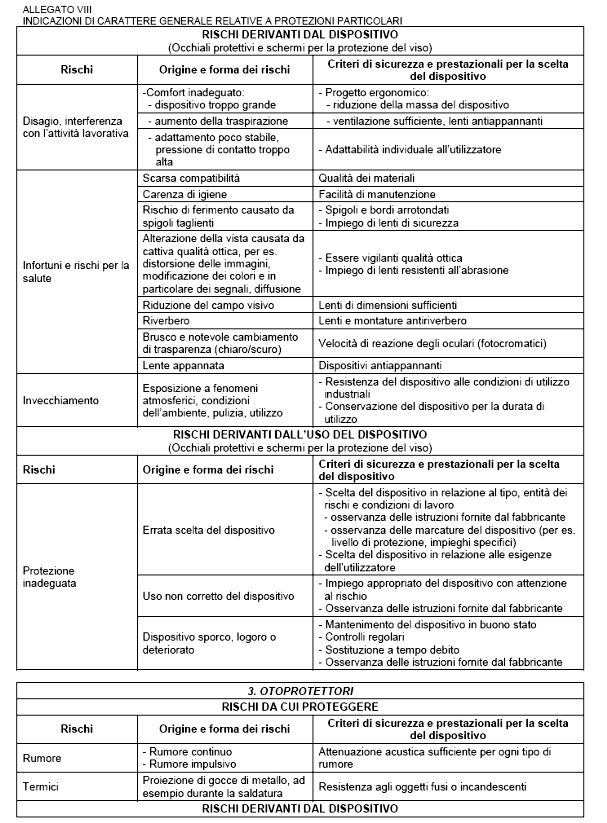 ALLEGATO VIII
INDICAZIONI DI CARATTERE GENERALE RELATIVE A PROTEZIONI PARTICOLARI
RISCHI DERIVANTI DAL DISPOSITIVO
(Occhiali protettivi e schermi per la protezione del viso)
Rischi
Origine e forma dei rischi
Criteri di sicurezza e prestazionali per la scelta
del dispositivo
Disagio, interferenza
con l'attività lavorativa
-Comfort inadeguato:
- dispositivo troppo grande
- Progetto ergonomico:
- riduzione della massa del dispositivo
- aumento della traspirazione
- ventilazione sufficiente, lenti antiappannanti
- adattamento poco stabile,
pressione di contatto troppo
alta
- Adattabilità individuale all'utilizzatore
Infortuni e rischi per la
salute
Scarsa compatibilità
Qualità dei materiali
Carenza di igiene
Facilità di manutenzione
Rischio di ferimento causato da
spigoli taglienti
- Spigoli e bordi arrotondati
- Impiego di lenti di sicurezza
Alterazione della vista causata da
cattiva qualità ottica, per es.
distorsione delle immagini,
modificazione dei colori e in
particolare dei segnali, diffusione
- Essere vigilanti qualità ottica
- Impiego di lenti resistenti all'abrasione
Riduzione del campo visivo
Lenti di dimensioni sufficienti
Riverbero
Lenti e montature antiriverbero
Brusco e notevole cambiamento
di trasparenza (chiaro/scuro)
Velocità di reazione degli oculari (fotocromatici)
Lente appannata
Dispositivi antiappannanti
Invecchiamento
Esposizione a fenomeni
atmosferici, condizioni
dell'ambiente, pulizia, utilizzo
- Resistenza del dispositivo alle condizioni di utilizzo
industriali
- Conservazione del dispositivo per la durata di
utilizzo
RISCHI DERIVANTI DALL'USO DEL DISPOSITIVO
(Occhiali protettivi e schermi per la protezione del viso)
Rischi
Origine e forma dei rischi
Criteri di sicurezza e prestazionali per la scelta
del dispositivo
Protezione
inadeguata
Errata scelta del dispositivo
- Scelta del dispositivo in relazione al tipo, entità dei
rischi e condizioni di lavoro
- osservanza delle istruzioni fornite dal fabbricante
- osservanza delle marcature del dispositivo (per es.
livello di protezione, impieghi specifici)
- Scelta del dispositivo in relazione alle esigenze
dell'utilizzatore
Uso non corretto del dispositivo
- Impiego appropriato del dispositivo con attenzione
al rischio
- Osservanza delle istruzioni fornite dal fabbricante
Dispositivo sporco, logoro o
deteriorato
- Mantenimento del dispositivo in buono stato
- Controlli regolari
- Sostituzione a tempo debito
- Osservanza delle istruzioni fornite dal fabbricante
3. OTOPROTETTORI
RISCHI DA CUI PROTEGGERE
Rischi
Origine e forma dei rischi
Criteri di sicurezza e prestazionali per la scelta
del dispositivo
Rumore
- Rumore continuo
- Rumore impulsivo
Attenuazione acustica sufficiente per ogni tipo di
rumore
Termici
Proiezione di gocce di metallo, ad
esempio durante la saldatura
Resistenza agli oggetti fusi o incandescenti
RISCHI DERIVANTI DAL DISPOSITIVO